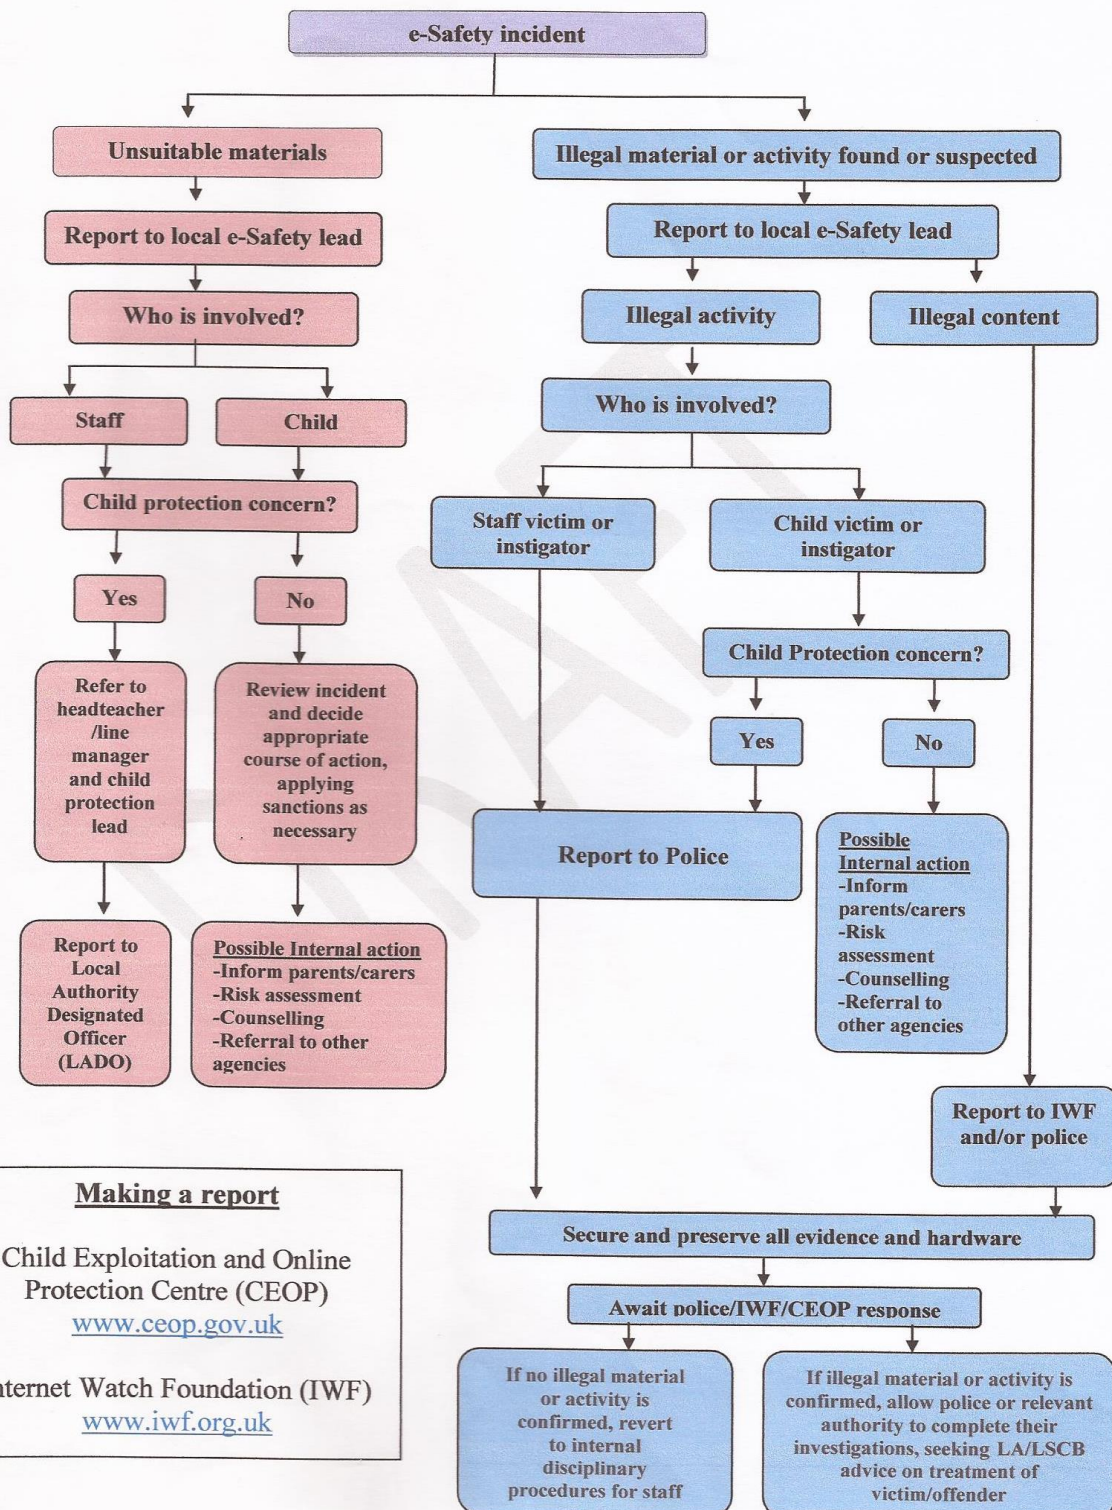 e-Safety incident
Unsuitable materials
Report to local e-Safety lead
Who is involved?
Staff
Child
Child protection concern?
Yes
No
Refer to
headteacher
/line
manager
and child
protection
lead
Review incident
and decide
appropriate
course of action,
applying
sanctions as
necessary
Report to
Local
Authority
Designated
Officer
(LADO)
Possible Internal action
-Inform parents/carers
-Risk assessment
-Counselling
-Referral to other
agencies
Illegal material or activity found or suspected
Report to local e-Safety lead
Illegal activity
Illegal content
Who is involved?
Staff victim or
instigator
Child victim or
instigator
Child Protection concern?
Yes
No
Report to Police
Possible
Internal action
-Inform
parents/carers
-Risk
assessment
-Counselling
-Referral to
other agencies
Report to IWF
and/or police
Secure and preserve all evidence and hardware
Await police/IWF/CEOP response
If no illegal material
or activity is
confirmed, revert
to internal
disciplinary
procedures for staff
If illegal material or activity is
confirmed, allow police or relevant
authority to complete their
investigations, seeking LA/LSCB
advice on treatment of
victim/offender
Making a report
Child Exploitation and Online
Protection Centre (CEOP)
www.ceop.gov.uk
nternet Watch Foundation (IWF)
www.iwf.org.uk
DRAFT